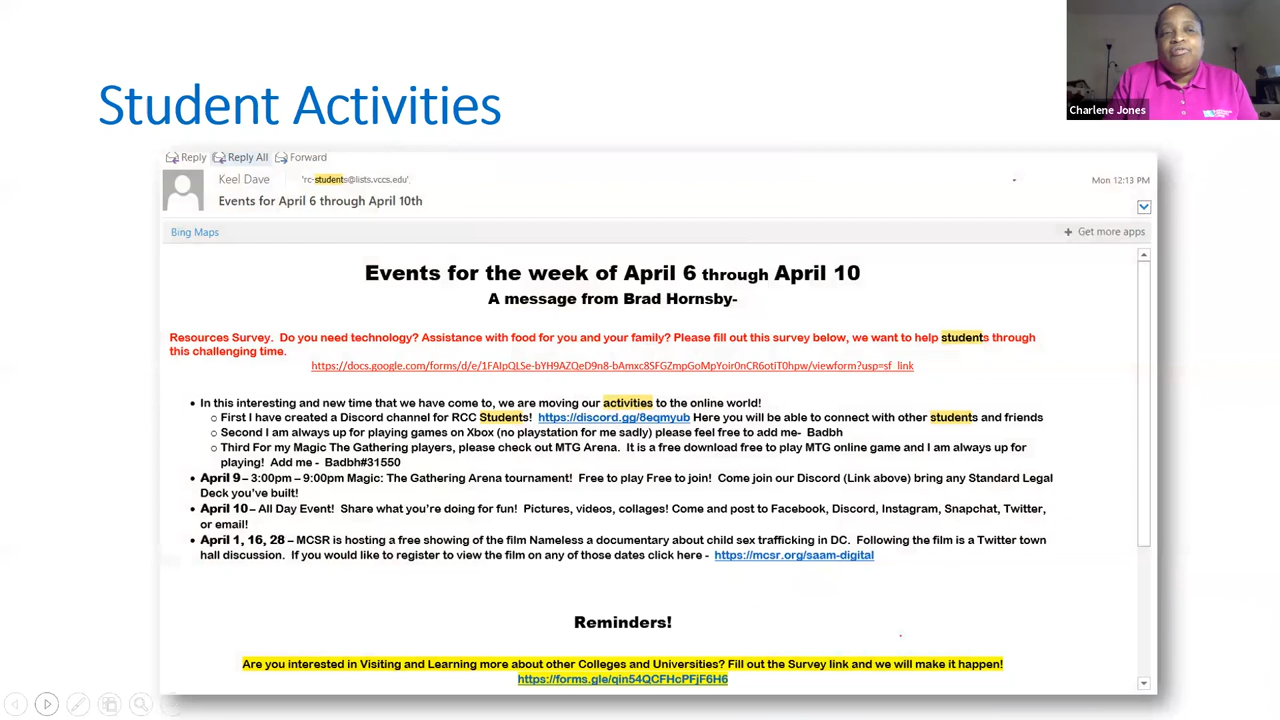 Charlene Jones
Student Activities
Reply Reply All Forward
Keel Dave 'rc-students@lists.vccs.edu'.
Mon 12:13 PM
Events for April 6 through April 10th
Bing Maps
+ Get more apps
Events for the week of April 6 through April 10
A message from Brad Hornsby-
Resources Survey. Do you need technology? Assistance with food for you and your family? Please fill out this survey below, we want to help students through
this challenging time.
https://docs.google.com/forms/d/e/1FAIpQLSe-bYH9AZQeD9n8-bAmxc8SFGZmpGoMpYoir0nCR6otiT0hpw/viewform?usp=sf_link
• In this interesting and new time that we have come to, we are moving our activities to the online world!
o First I have created a Discord channel for RCC Students! https://discord.gg/8eqmyub Here you will be able to connect with other students and friends
o Second I am always up for playing games on Xbox (no playstation for me sadly) please feel free to add me- Badbh
o Third For my Magic The Gathering players, please check out MTG Arena. It is a free download free to play MTG online game and I am always up for
playing! Add me - Badbh#31550
• April 9 – 3:00pm – 9:00pm Magic: The Gathering Arena tournament! Free to play Free to join! Come join our Discord (Link above) bring any Standard Legal
Deck you've built!
• April 10 – All Day Event! Share what you're doing for fun! Pictures, videos, collages! Come and post to Facebook, Discord, Instagram, Snapchat, Twitter,
or email!
• April 1, 16, 28 – MCSR is hosting a free showing of the film Nameless a documentary about child sex trafficking in DC. Following the film is a Twitter town
hall discussion. If you would like to register to view the film on any of those dates click here - https://mcsr.org/saam-digital
Reminders!
Are you interested in Visiting and Learning more about other Colleges and Universities? Fill out the Survey link and we will make it happen!
https://forms.gle/qin54QCFHcPFjF6H6